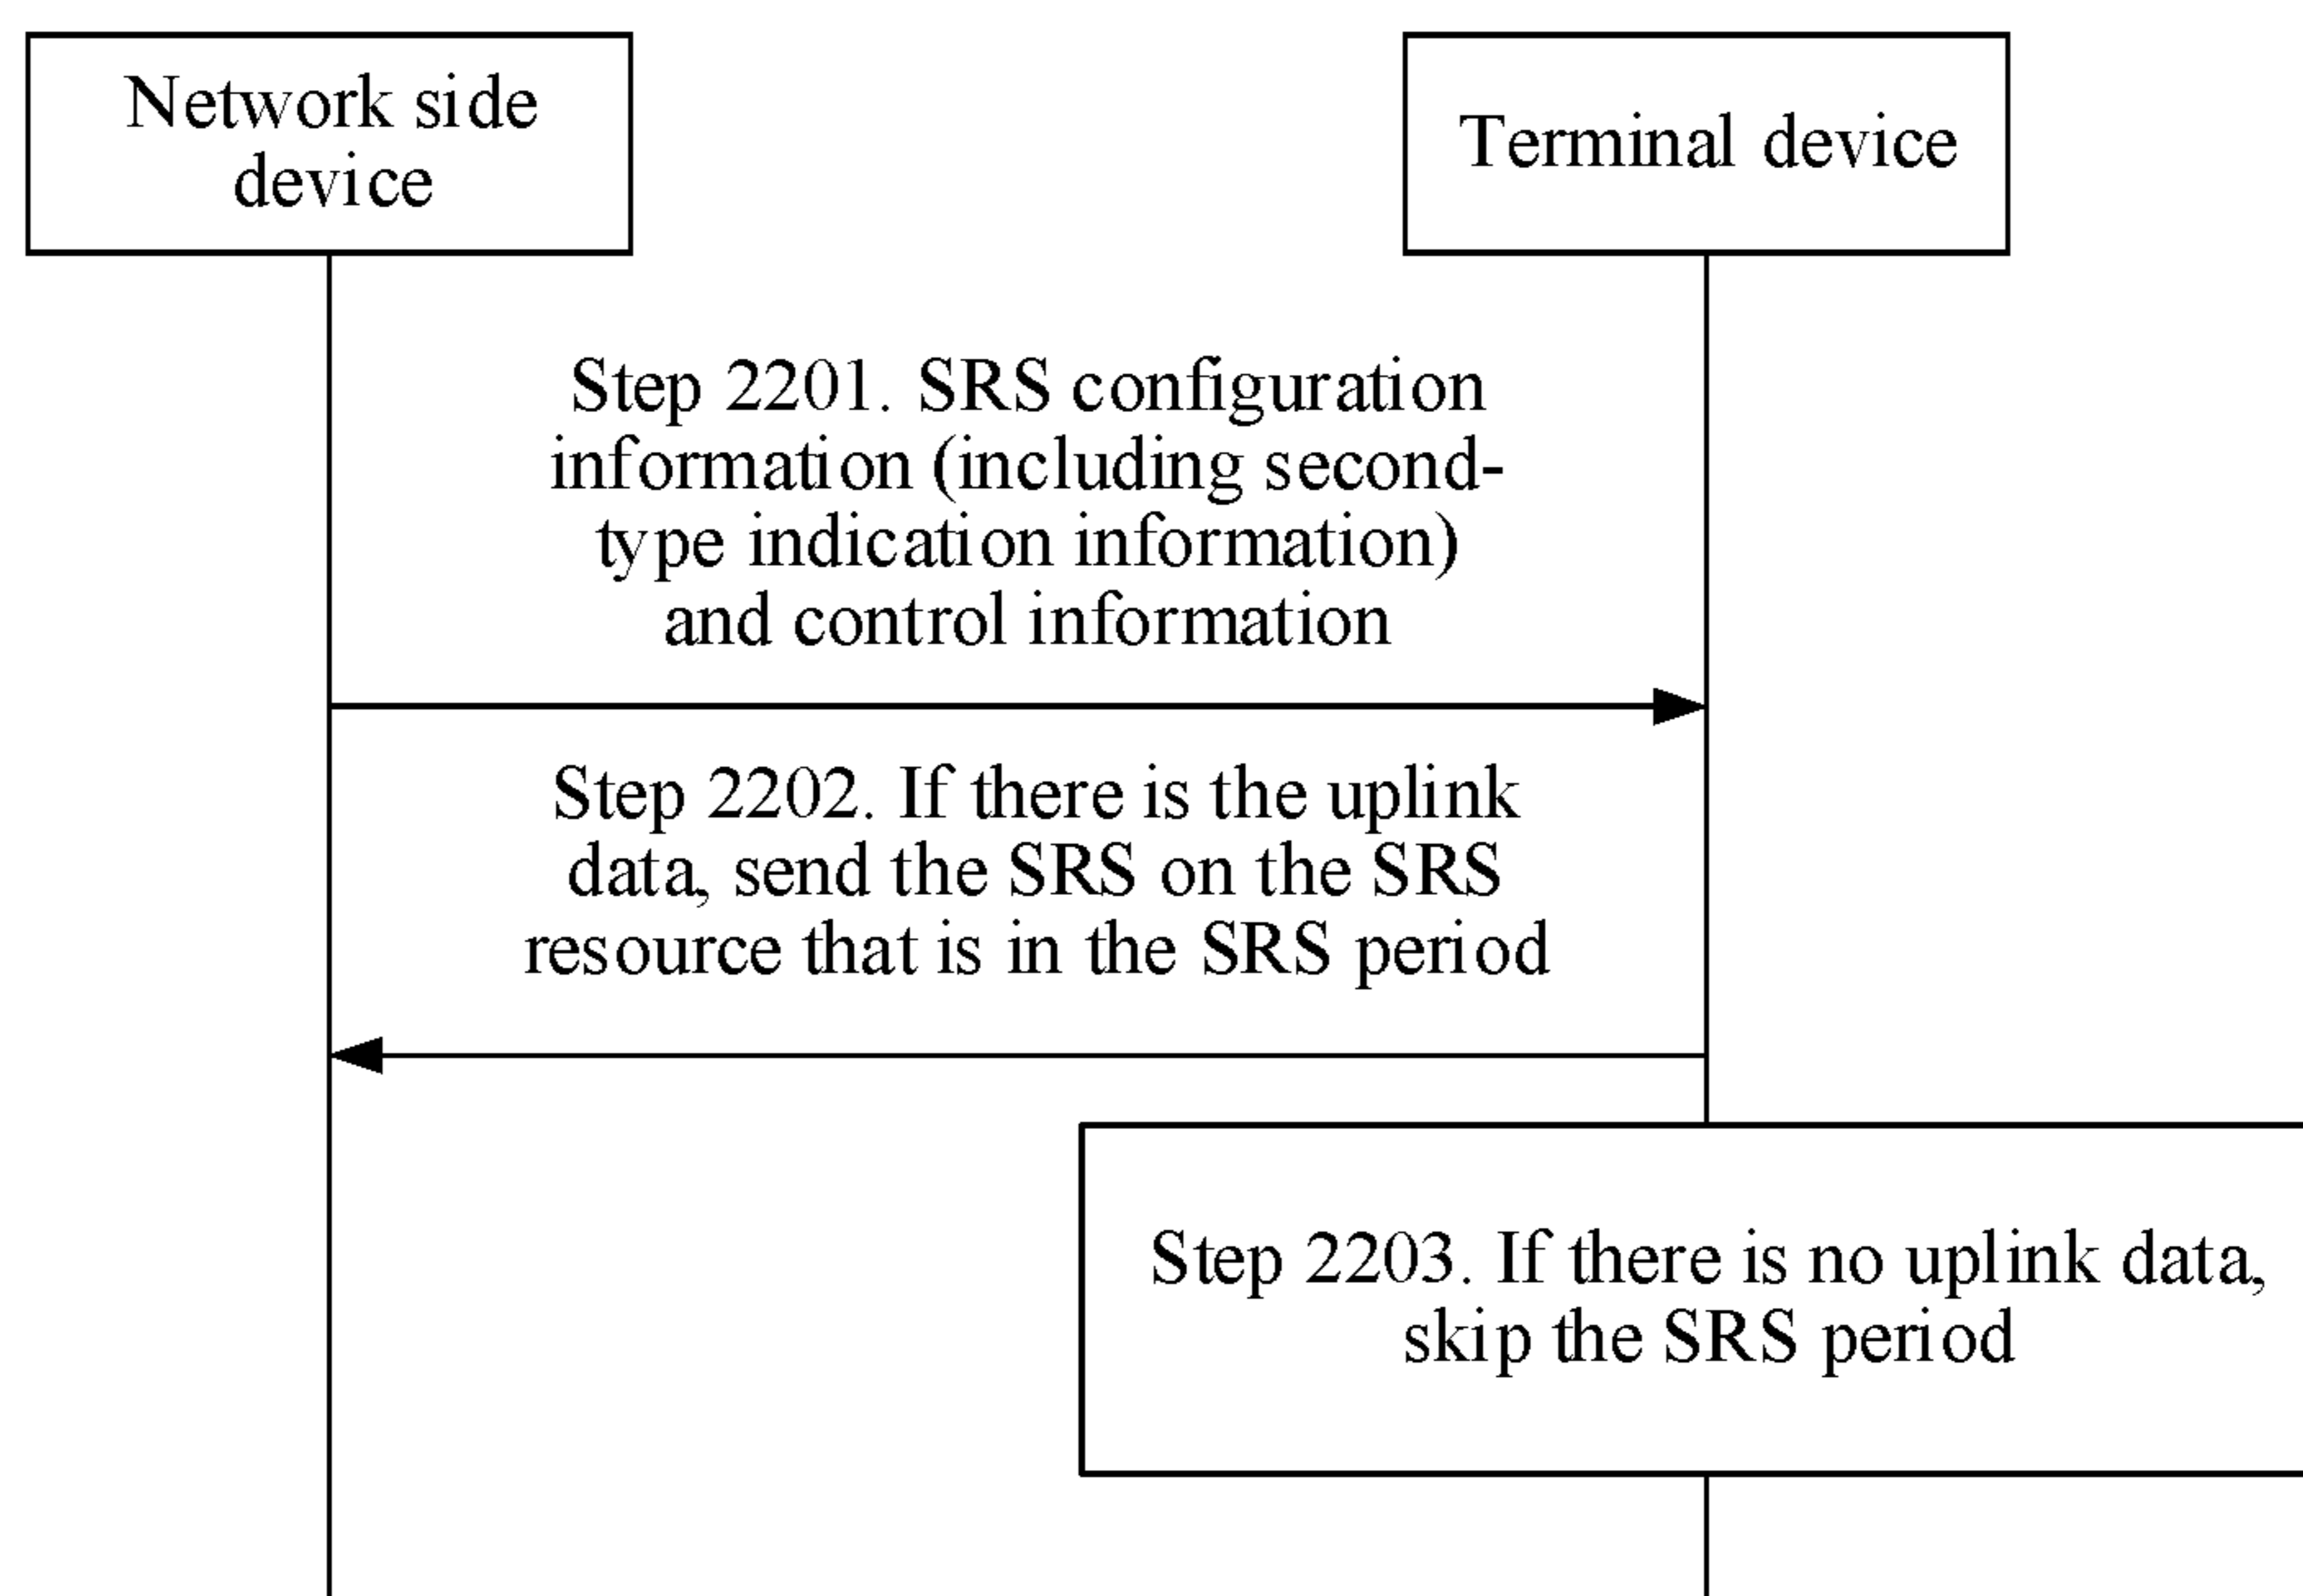 Network side
device
Terminal device
Step 2201. SRS configuration
information (including second-
type indication information)
and control information
Step 2202. If there is the uplink
data, send the SRS on the SRS
resource that is in the SRS period
Step 2203. If there is no uplink data,
skip the SRS period